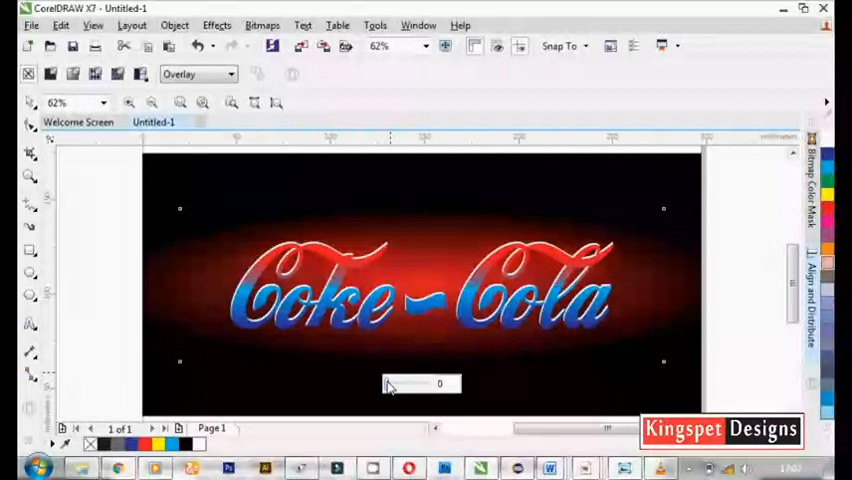 CorelDRAW X7 - Untitled-1
File Edit View Layout Object Effects Bitmaps Text Table Tools Window Help
62% Snap To
Overlay
62%
Welcome Screen Untitled-1
Bitmap Color Mask
Align and Distribute
Coke-Cola
0
Kingspet Designs
1 of 1 Page 1
17:07